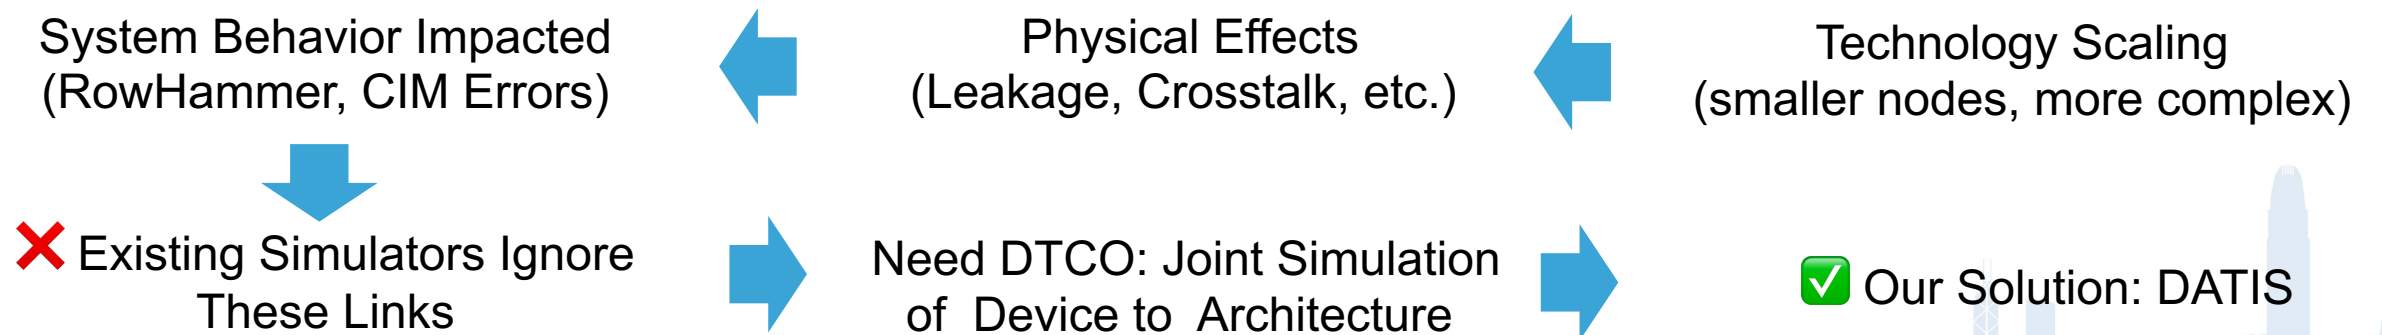 System Behavior Impacted
(RowHammer, CIM Errors)
Physical Effects
(Leakage, Crosstalk, etc.)
Technology Scaling
(smaller nodes, more complex)
❌ Existing Simulators Ignore
These Links
Need DTCO: Joint Simulation
of Device to Architecture
✅ Our Solution: DATIS